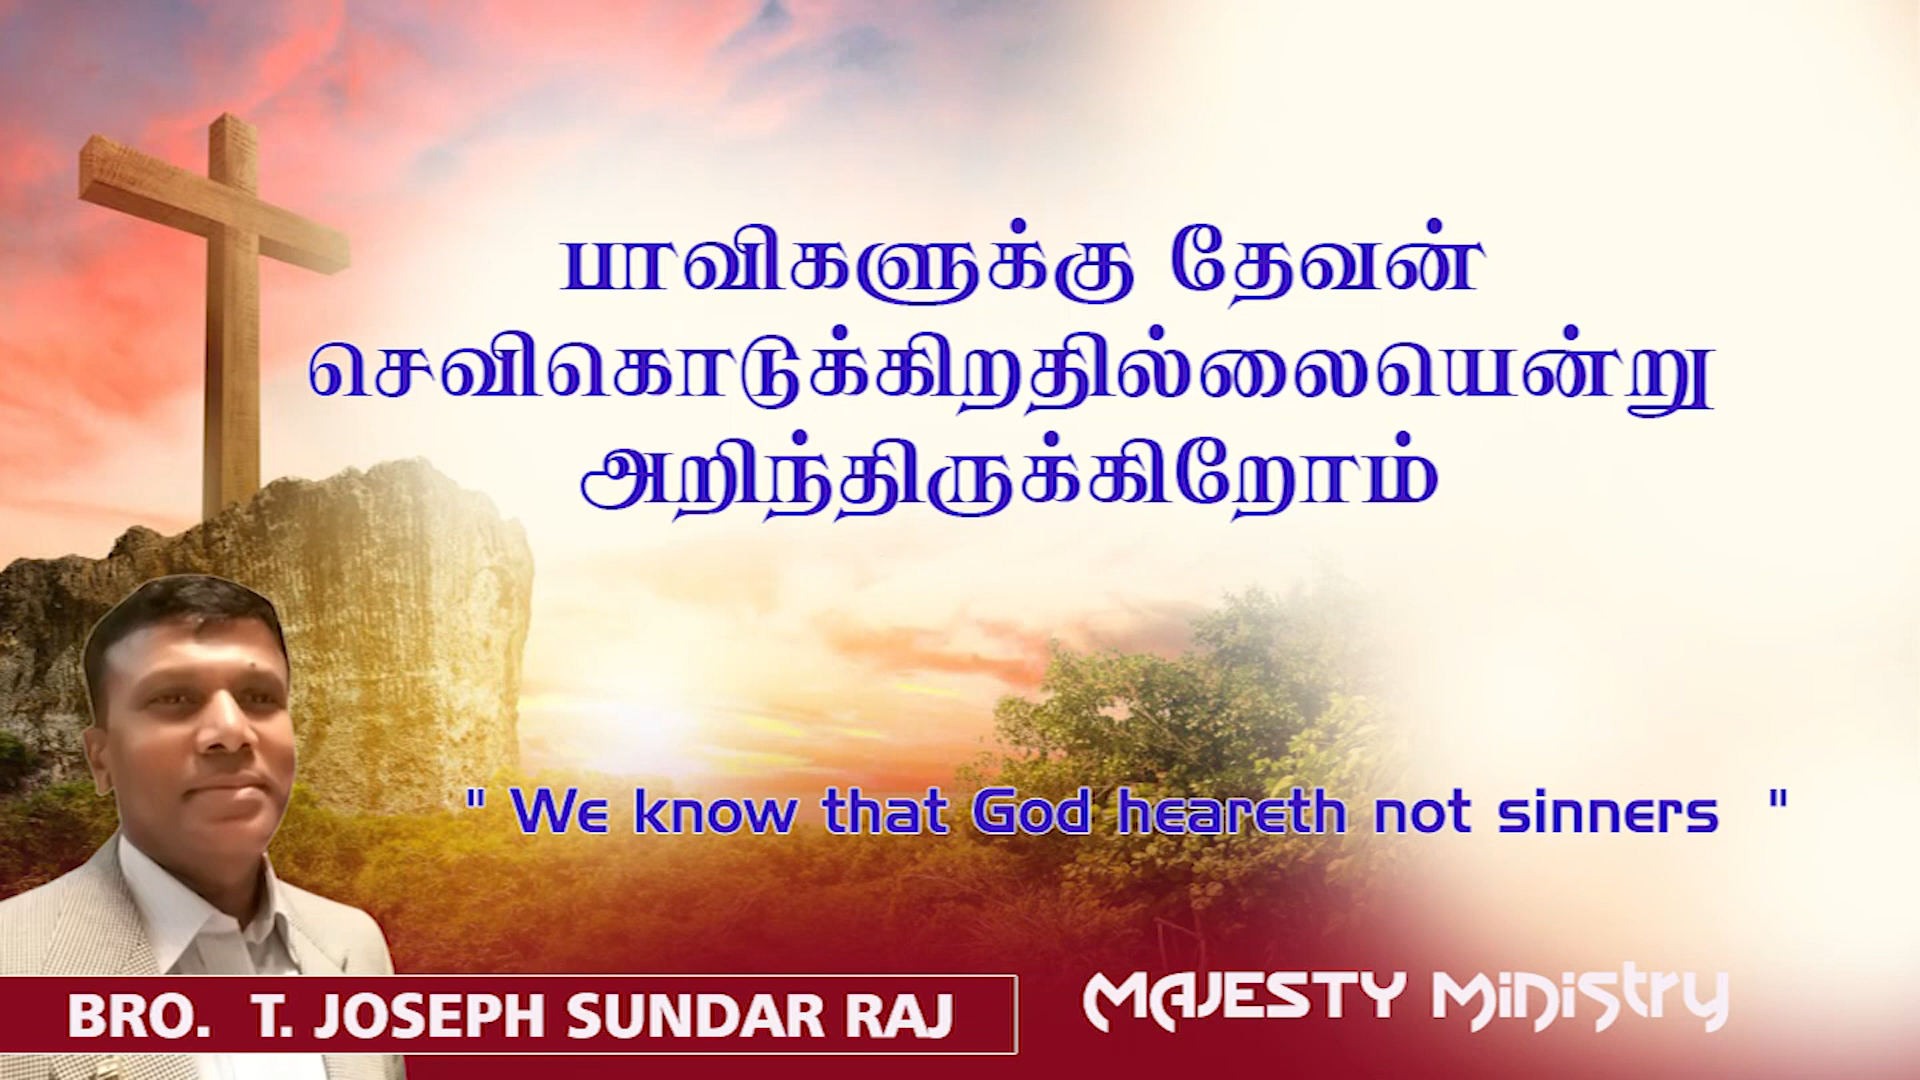 பாவிகளுக்கு தேவன்
செவிகொடுக்கிறதில்லையென்று
அறிந்திருக்கிறோம்
" We know that God heareth not sinners "
BRO. T. JOSEPH SUNDAR RAJ
MAJESTY MiNiStry